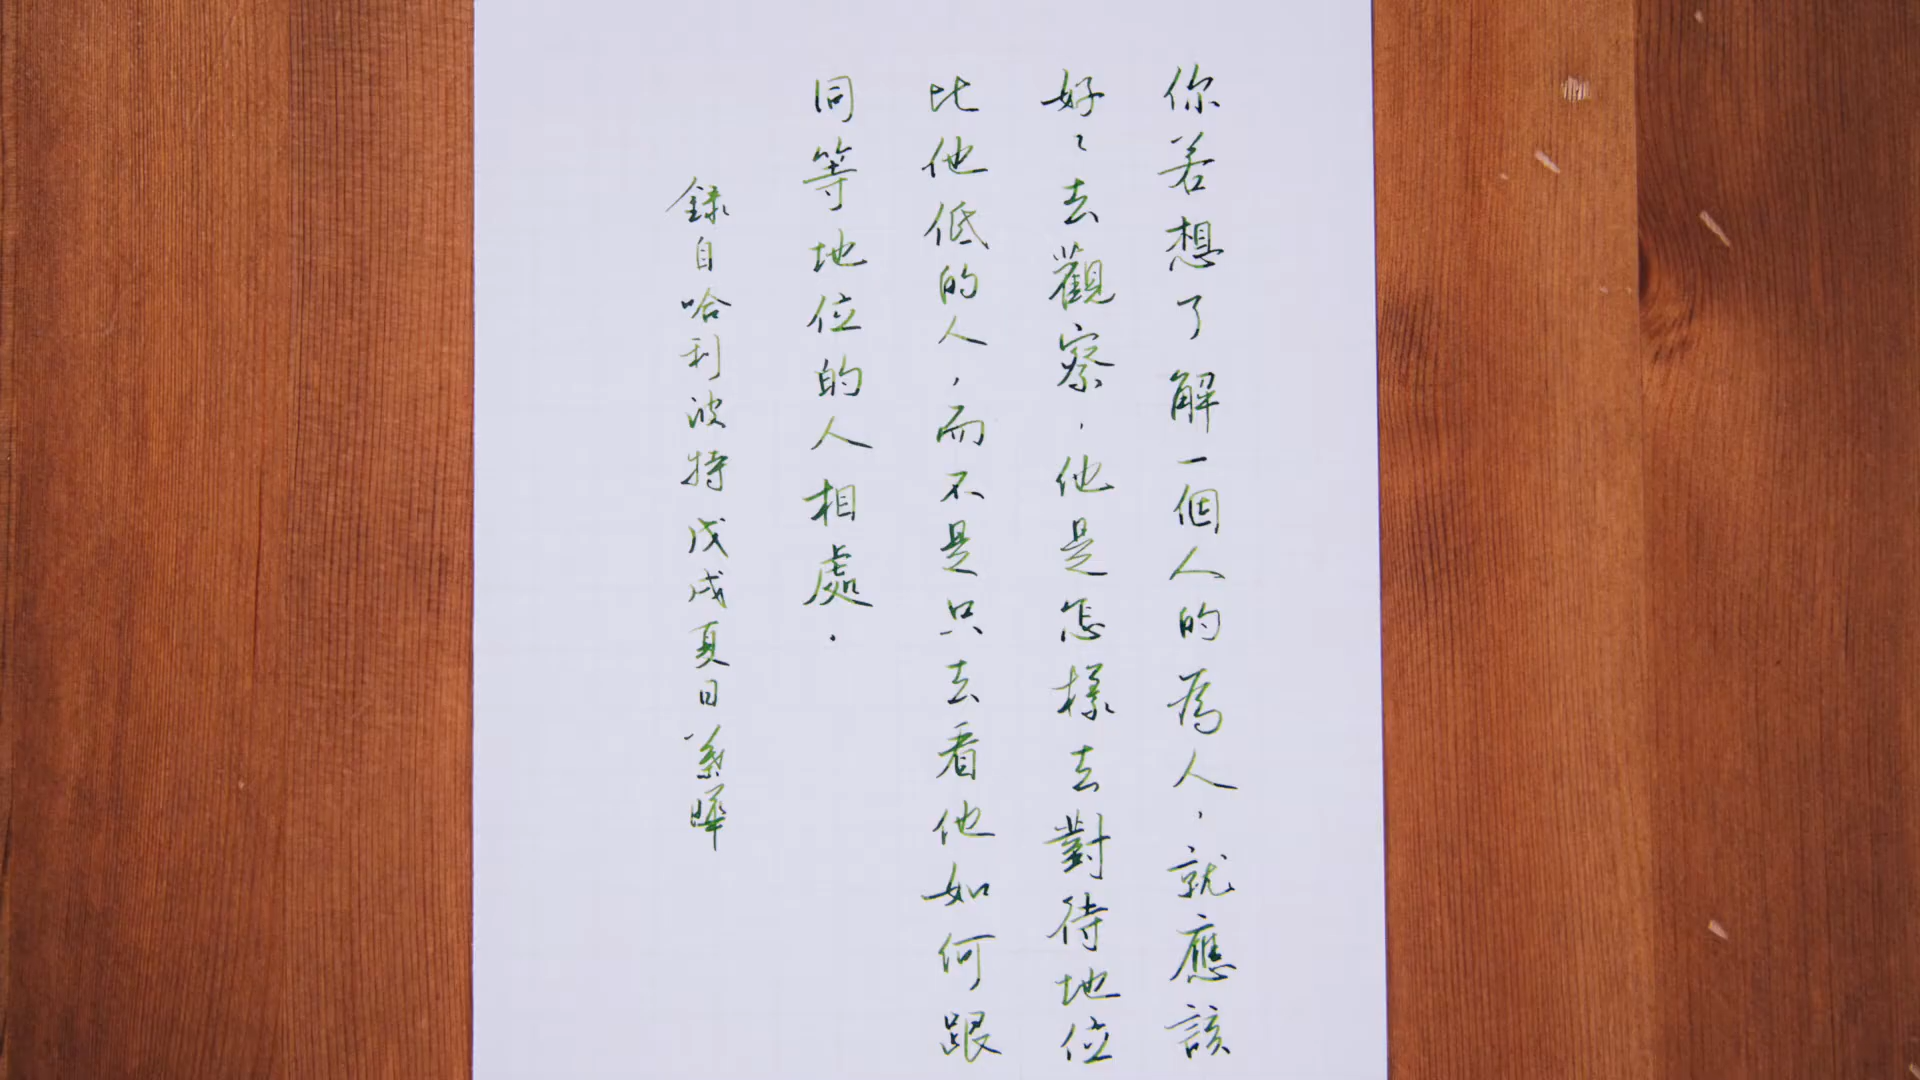 你若想了解一個人的為人，就應該
好〻去觀察，他是怎樣去對待地位
比他低的人，而不是只去看他如何跟
同等地位的人相處．
錄自哈利波特 戊戌夏日葉曄